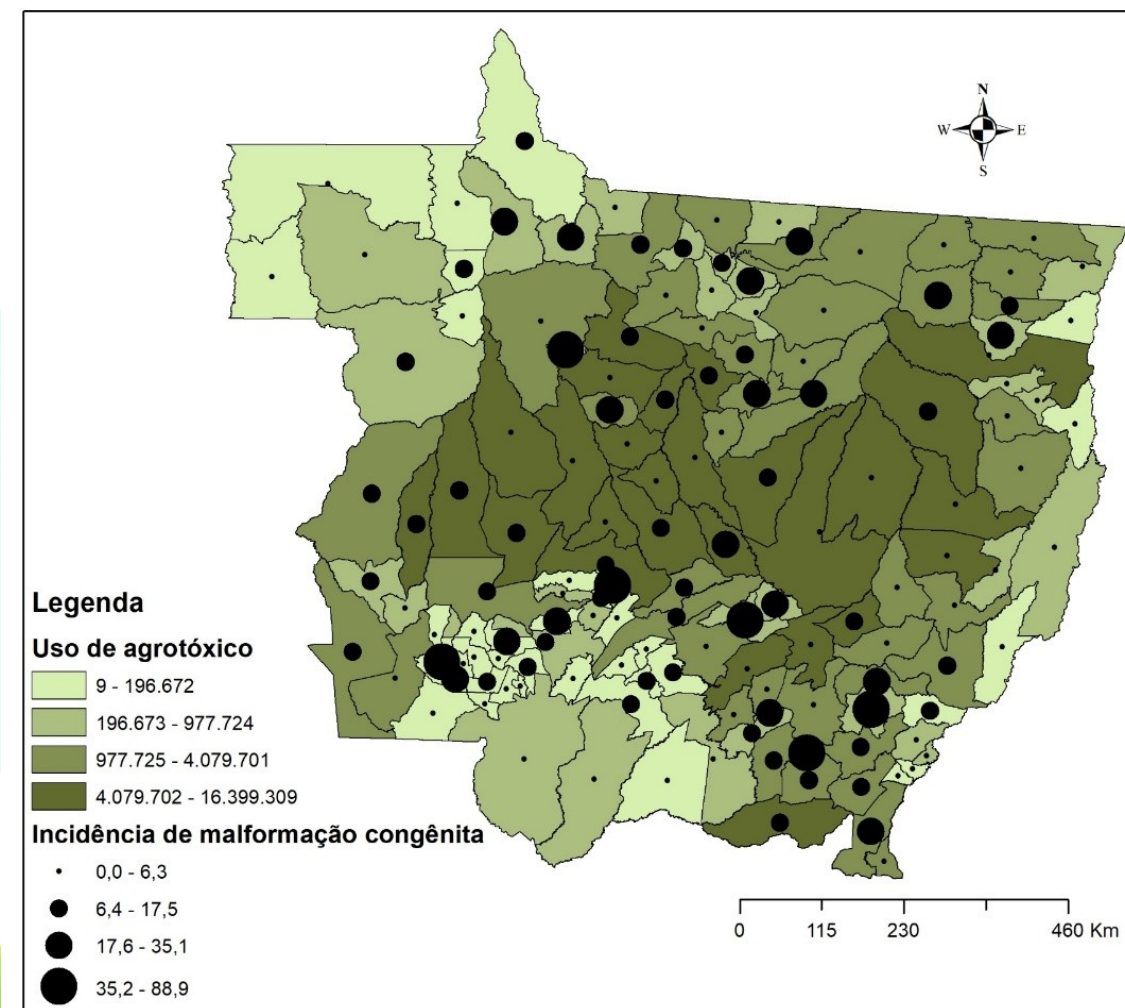 N
W E
S
Legenda
Uso de agrotóxico
9 - 196.672
196.673 - 977.724
977.725 - 4.079.701
4.079.702 - 16.399.309
Incidência de malformação congênita
0,0 - 6,3
6,4 - 17,5
17,6 - 35,1
35,2 - 88,9
0 115 230 460 Km